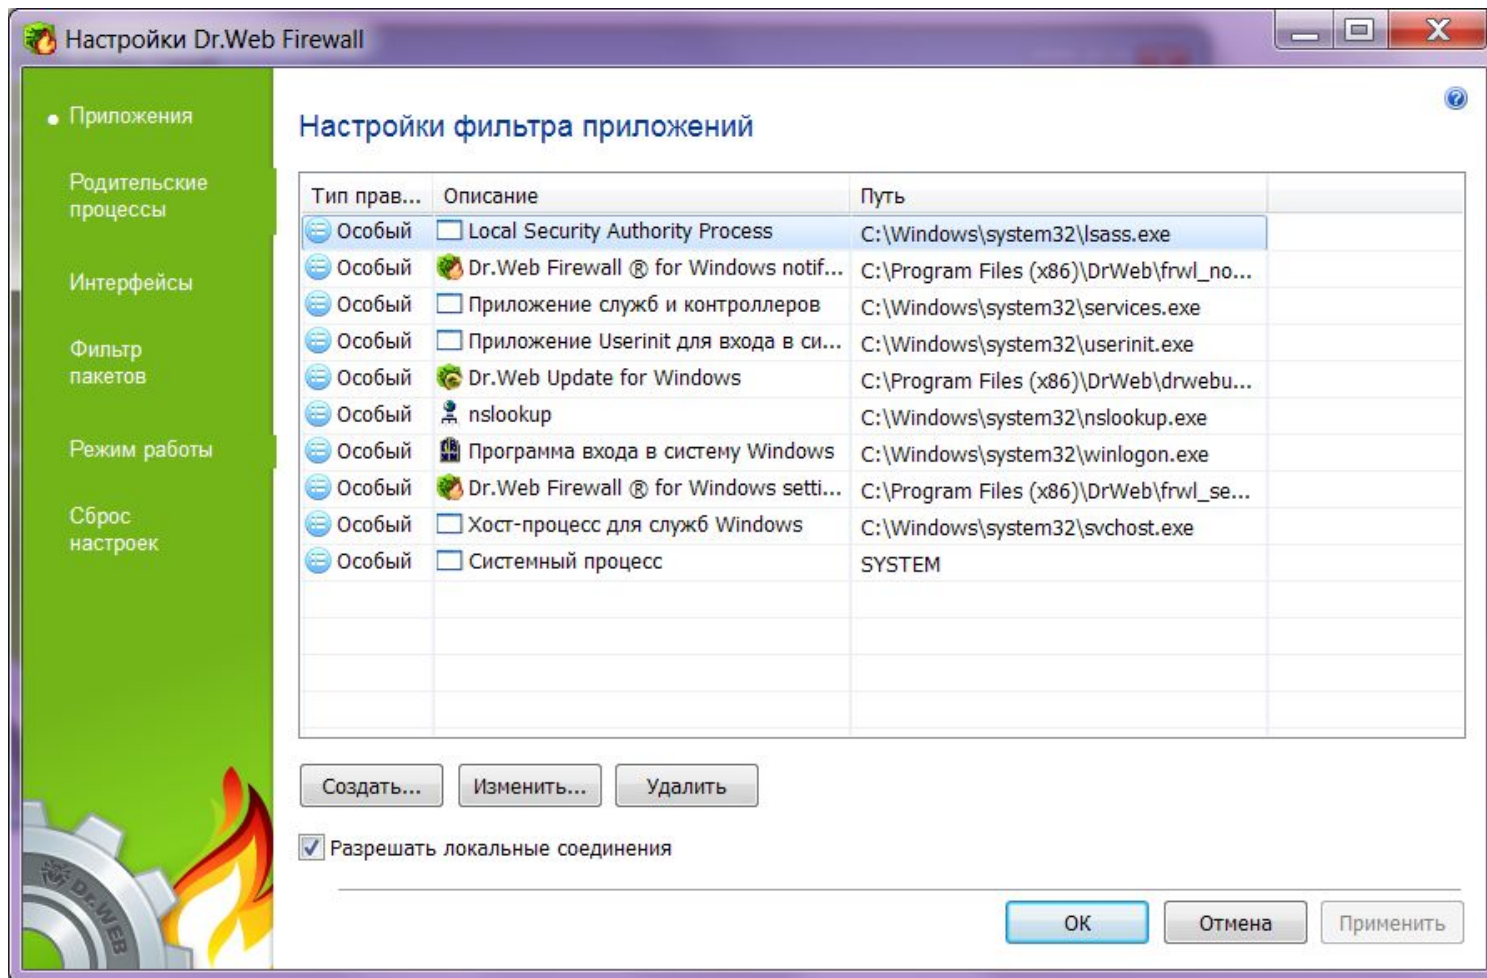 Настройки Dr.Web Firewall
Приложения
Родительские
процессы
Интерфейсы
Фильтр
пакетов
Режим работы
Сброс
настроек
Dr.WEB
Настройки фильтра приложений
Тип прав... Описание Путь
Особый Local Security Authority Process C:\Windows\system32\lsass.exe
Особый Dr.Web Firewall ® for Windows notif... C:\Program Files (x86)\DrWeb\frwl_no...
Особый Приложение служб и контроллеров C:\Windows\system32\services.exe
Особый Приложение Userinit для входа в си... C:\Windows\system32\userinit.exe
Особый Dr.Web Update for Windows C:\Program Files (x86)\DrWeb\drwebu...
Особый nslookup C:\Windows\system32\nslookup.exe
Особый Программа входа в систему Windows C:\Windows\system32\winlogon.exe
Особый Dr.Web Firewall ® for Windows setti... C:\Program Files (x86)\DrWeb\frwl_se...
Особый Хост-процесс для служб Windows C:\Windows\system32\svchost.exe
Особый Системный процесс SYSTEM
Создать... Изменить... Удалить
Разрешать локальные соединения
ОК Отмена Применить